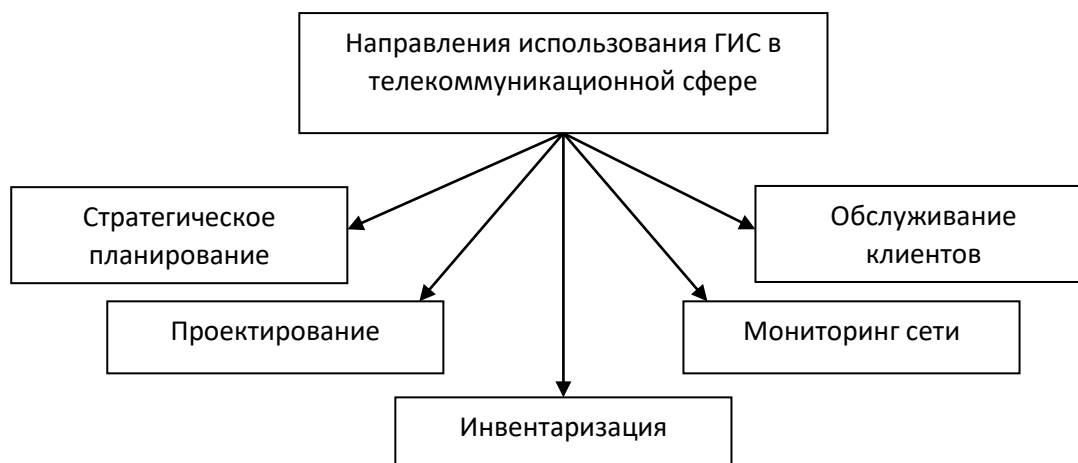 Направления использования ГИС в
телекоммуникационной сфере
Стратегическое
планирование
Обслуживание
клиентов
Проектирование
Мониторинг сети
Инвентаризация